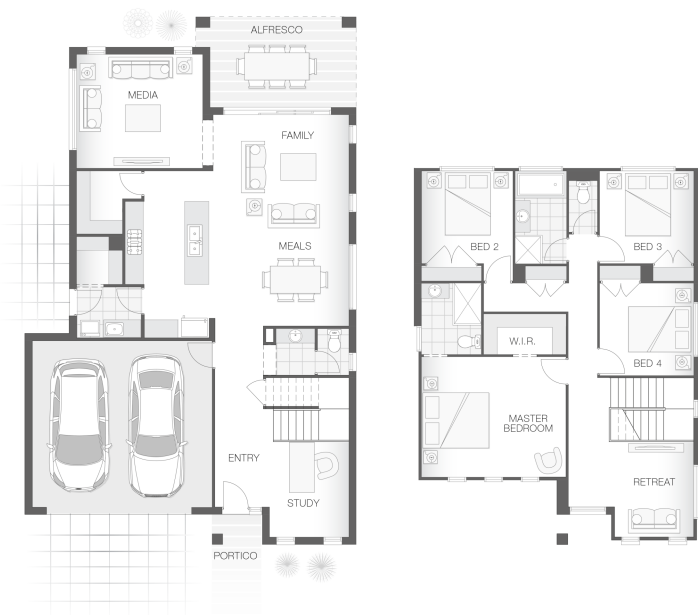 ALFRESCO
MEDIA
FAMILY
MEALS
ENTRY
STUDY
PORTICO
BED 2
BED 3
W.I.R.
BED 4
MASTER
BEDROOM
RETREAT